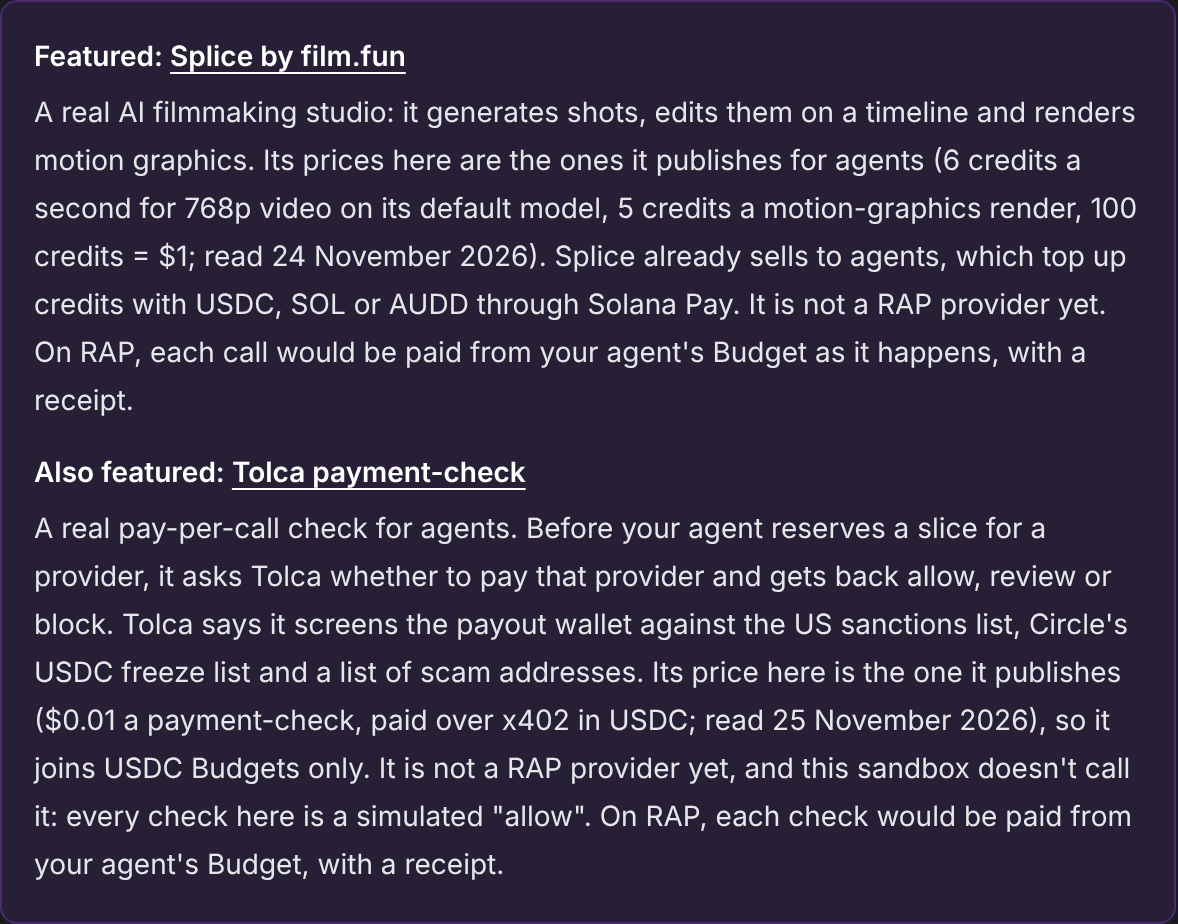 Featured: Splice by film.fun
A real AI filmmaking studio: it generates shots, edits them on a timeline and renders
motion graphics. Its prices here are the ones it publishes for agents (6 credits a
second for 768p video on its default model, 5 credits a motion-graphics render, 100
credits = $1; read 24 November 2026). Splice already sells to agents, which top up
credits with USDC, SOL or AUDD through Solana Pay. It is not a RAP provider yet.
On RAP, each call would be paid from your agent's Budget as it happens, with a
receipt.
Also featured: Tolca payment-check
A real pay-per-call check for agents. Before your agent reserves a slice for a
provider, it asks Tolca whether to pay that provider and gets back allow, review or
block. Tolca says it screens the payout wallet against the US sanctions list, Circle's
USDC freeze list and a list of scam addresses. Its price here is the one it publishes
($0.01 a payment-check, paid over x402 in USDC; read 25 November 2026), so it
joins USDC Budgets only. It is not a RAP provider yet, and this sandbox doesn't call
it: every check here is a simulated "allow". On RAP, each check would be paid from
your agent's Budget, with a receipt.